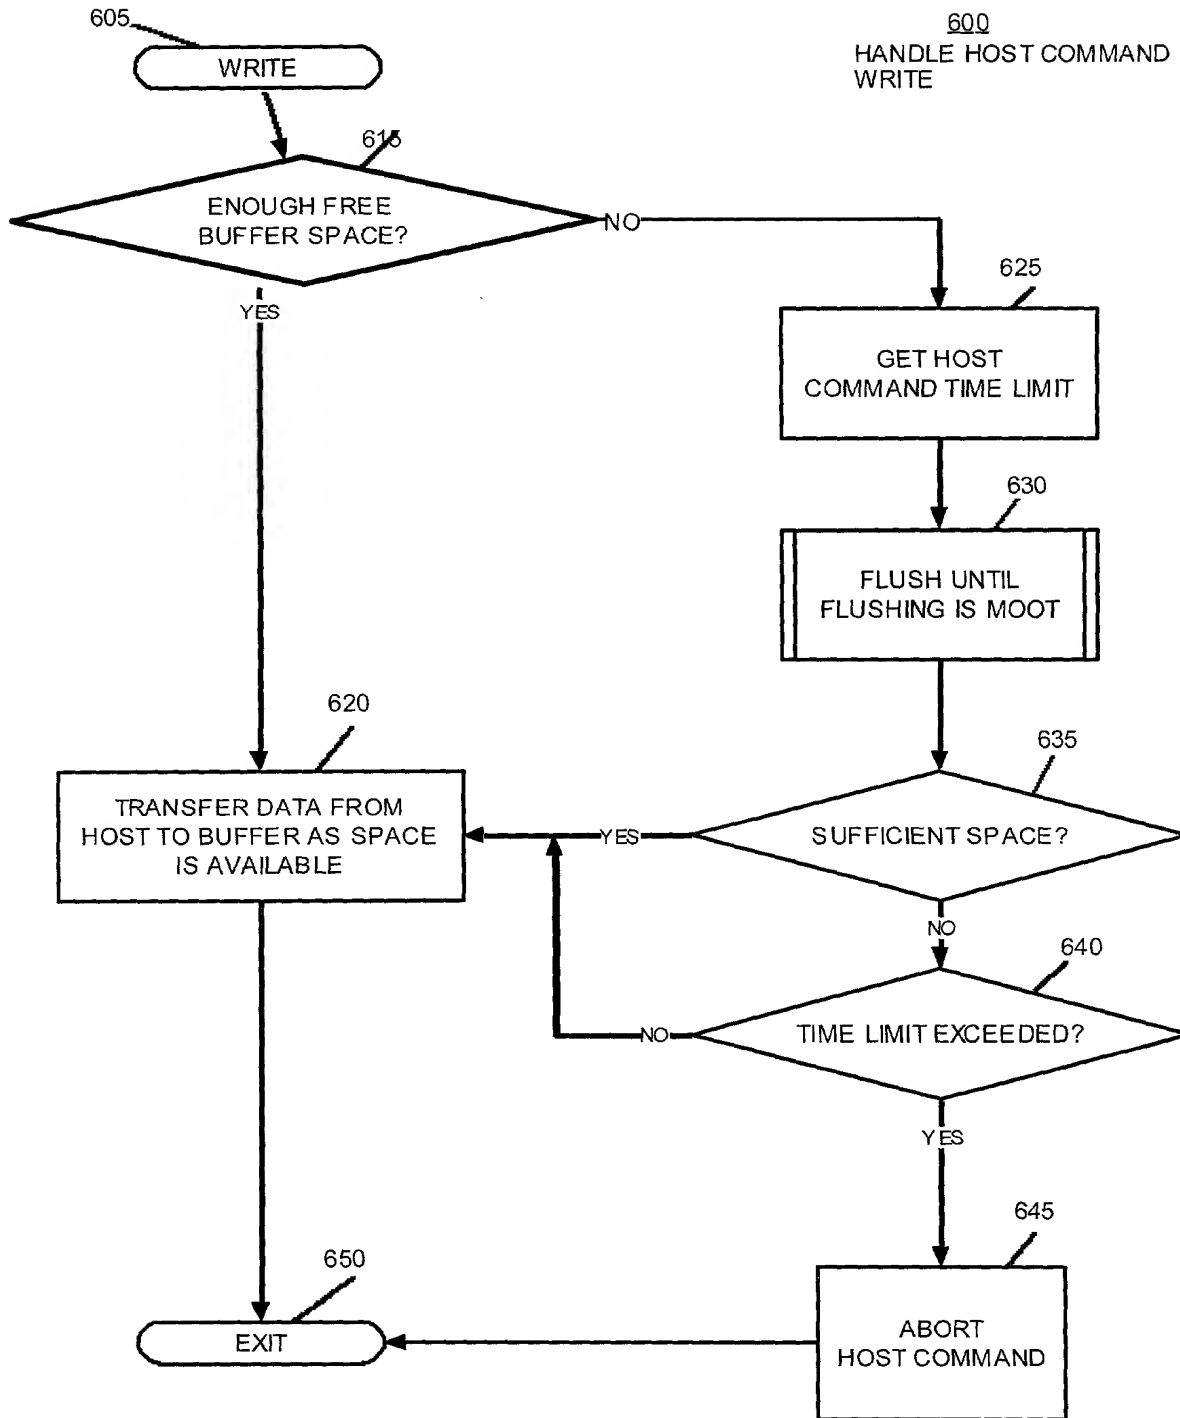 605
600
HANDLE HOST COMMAND
WRITE
WRITE
615
ENOUGH FREE
BUFFER SPACE?
NO
YES
625
GET HOST
COMMAND TIME LIMIT
630
FLUSH UNTIL
FLUSHING IS MOOT
620
635
TRANSFER DATA FROM
HOST TO BUFFER AS SPACE
IS AVAILABLE
YES
SUFFICIENT SPACE?
NO
640
NO
TIME LIMIT EXCEEDED?
YES
645
650
EXIT
ABORT
HOST COMMAND